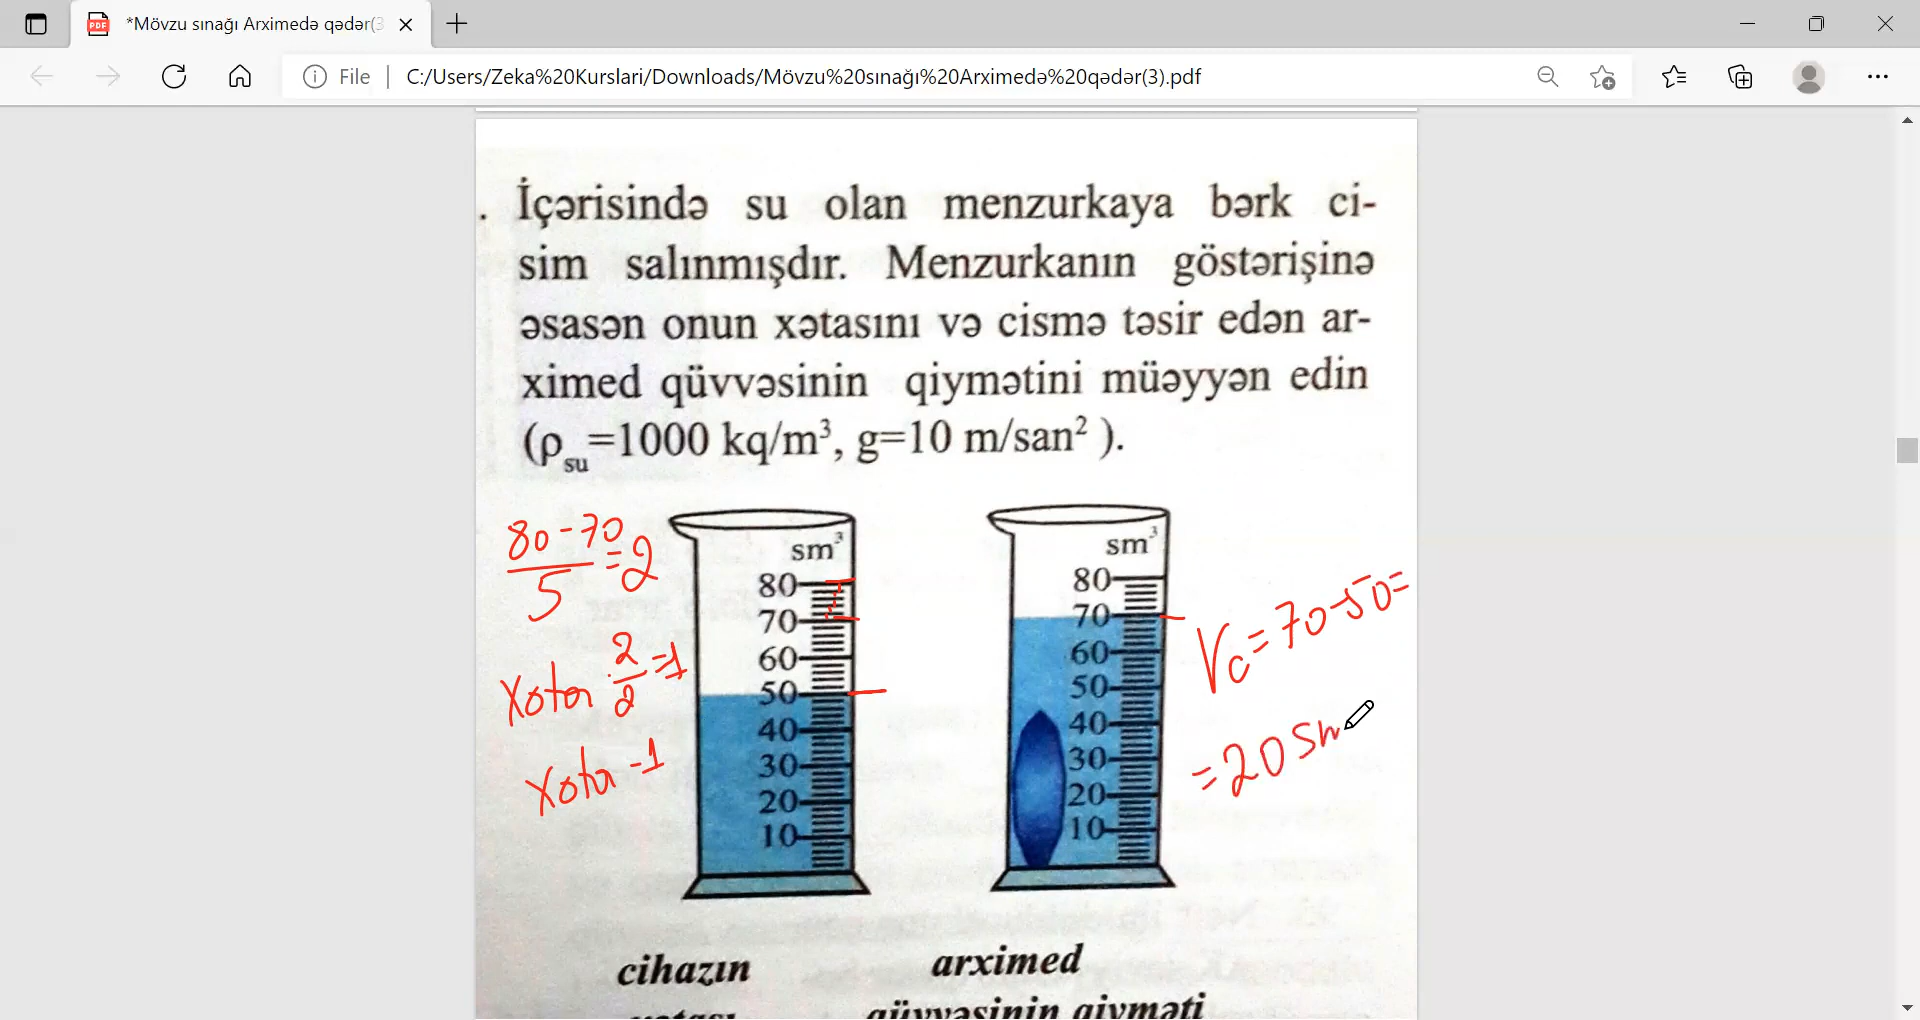 *Mövzu sınağı Arximedə qədər(3
File
C:/Users/Zeka%20Kurslari/Downloads/Mövzu%20sınağı%20Arximedə%20qədər(3).pdf
. İçərisində su olan menzurkaya bərk ci-
sim salınmışdır. Menzurkanın göstərişinə
əsasən onun xətasını və cismə təsir edən ar-
ximed qüvvəsinin qiymətini müəyyən edin
(ρsu=1000 kq/m³, g=10 m/san² ).
80-70
5
=2
Xəta 2/2=1
Xəta-1
sm³
80
70
60
50
40
30
20
10
sm³
80
70
60
50
40
30
20
10
Vc=70-50=
=20sm
cihazın
xətası
arximed
qüvvəsinin qiyməti